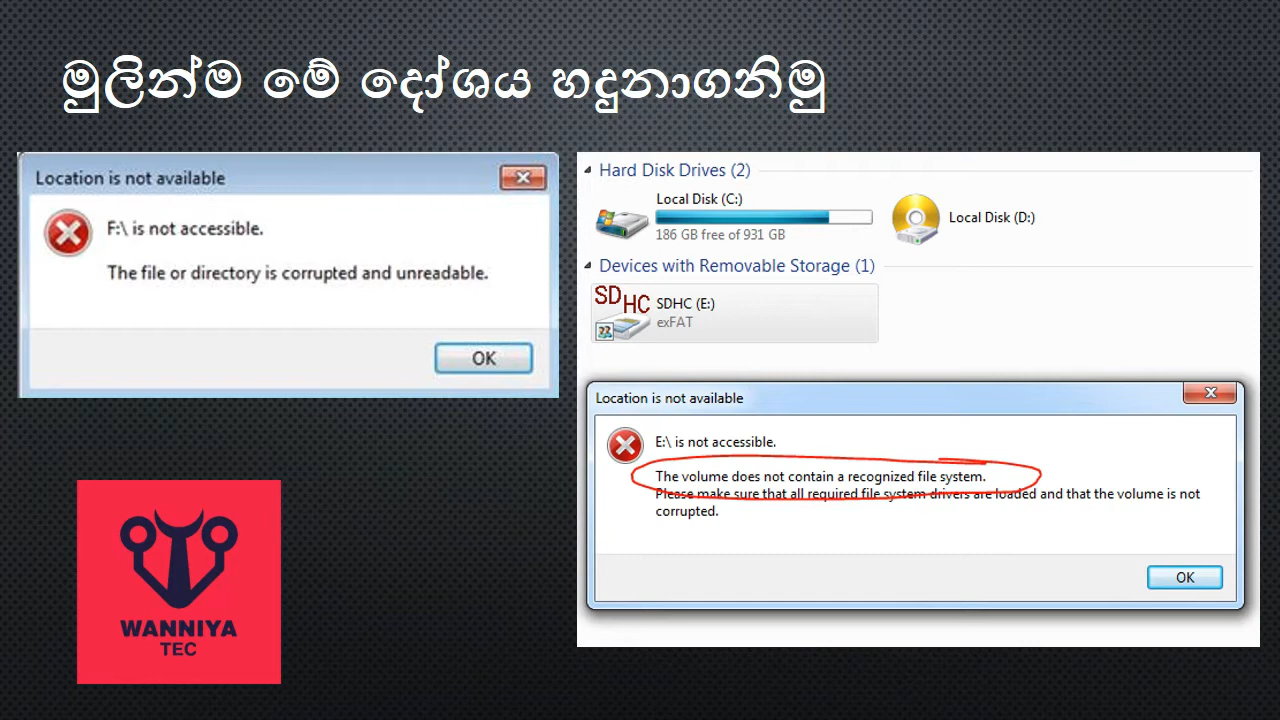 මුලින්ම මේ දෝශය හදුනාගනිමු
Location is not available
F:\ is not accessible.
The file or directory is corrupted and unreadable.
OK
Hard Disk Drives (2)
Local Disk (C:)
186 GB free of 931 GB
Local Disk (D:)
Devices with Removable Storage (1)
SDHC
SDHC (E:)
exFAT
Location is not available
E:\ is not accessible.
The volume does not contain a recognized file system.
Please make sure that all required file system drivers are loaded and that the volume is not
corrupted.
OK
WANNIYA
TEC